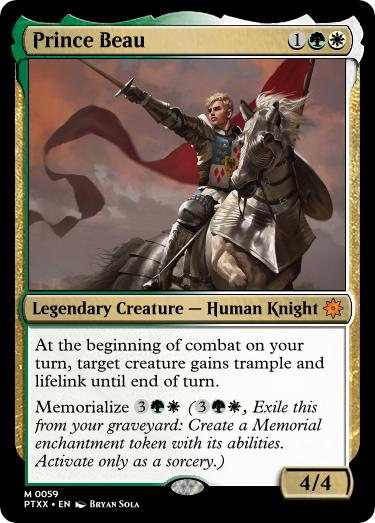 Prince Beau 1
Legendary Creature — Human Knight
At the beginning of combat on your
turn, target creature gains trample and
lifelink until end of turn.
Memorialize 3 (3, Exile this
from your graveyard: Create a Memorial
enchantment token with its abilities.
Activate only as a sorcery.)
4/4
M 0059
PTXX • EN Bryan Sola